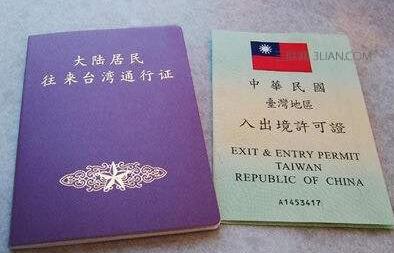 大陆居民
往来台湾通行证
中華民國
臺灣地區
入出境許可證
EXIT & ENTRY PERMIT
TAIWAN
REPUBLIC OF CHINA
A1453417